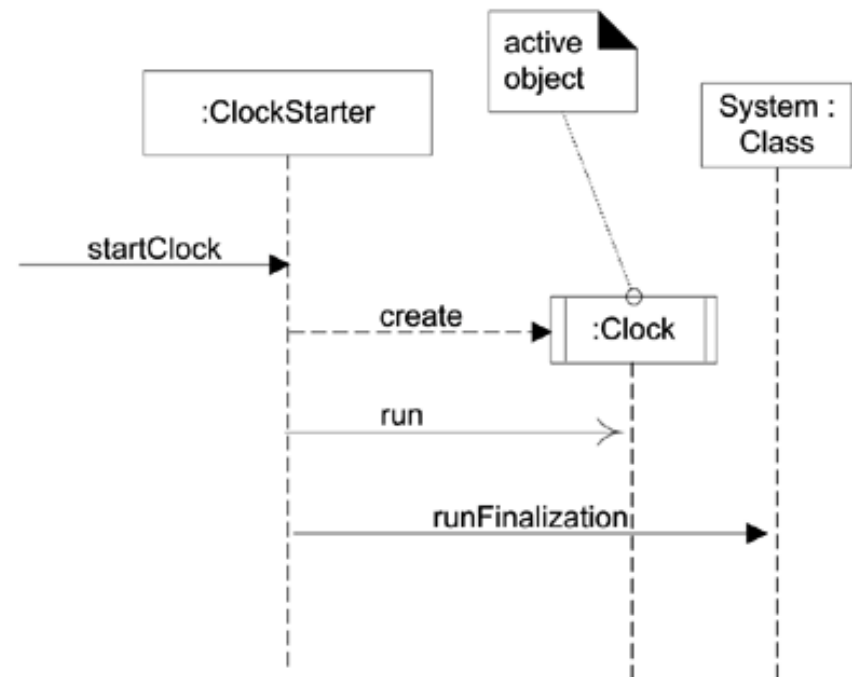 active
object
:ClockStarter
System :
Class
startClock
create
:Clock
run
runFinalization